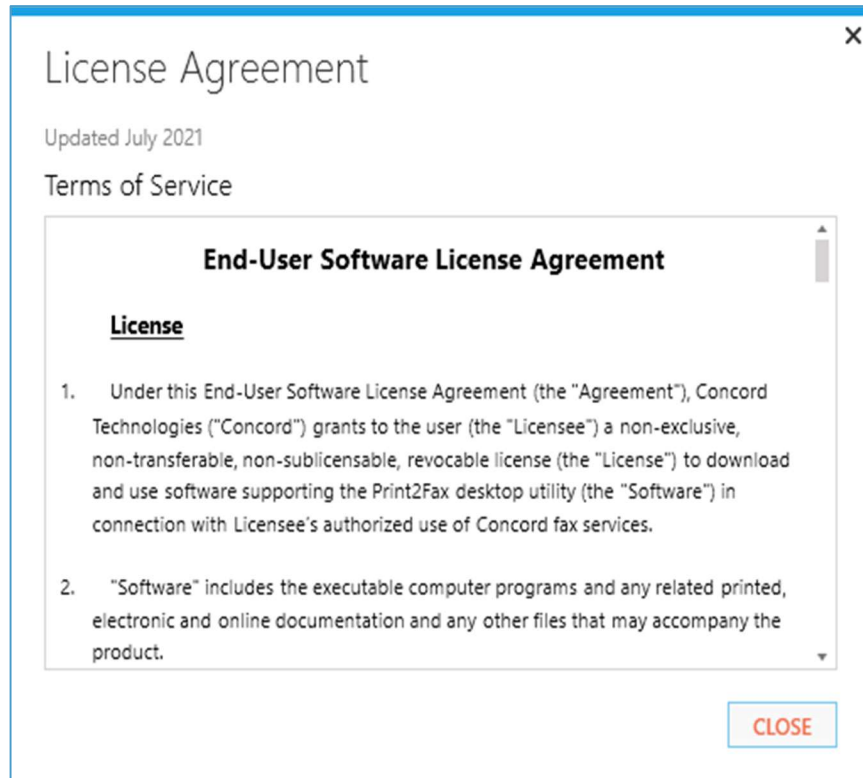 License Agreement
Updated July 2021
Terms of Service
End-User Software License Agreement
License
1. Under this End-User Software License Agreement (the "Agreement"), Concord
Technologies ("Concord") grants to the user (the "Licensee") a non-exclusive,
non-transferable, non-sublicensable, revocable license (the "License") to download
and use software supporting the Print2Fax desktop utility (the "Software") in
connection with Licensee's authorized use of Concord fax services.
2. "Software" includes the executable computer programs and any related printed,
electronic and online documentation and any other files that may accompany the
product.
CLOSE